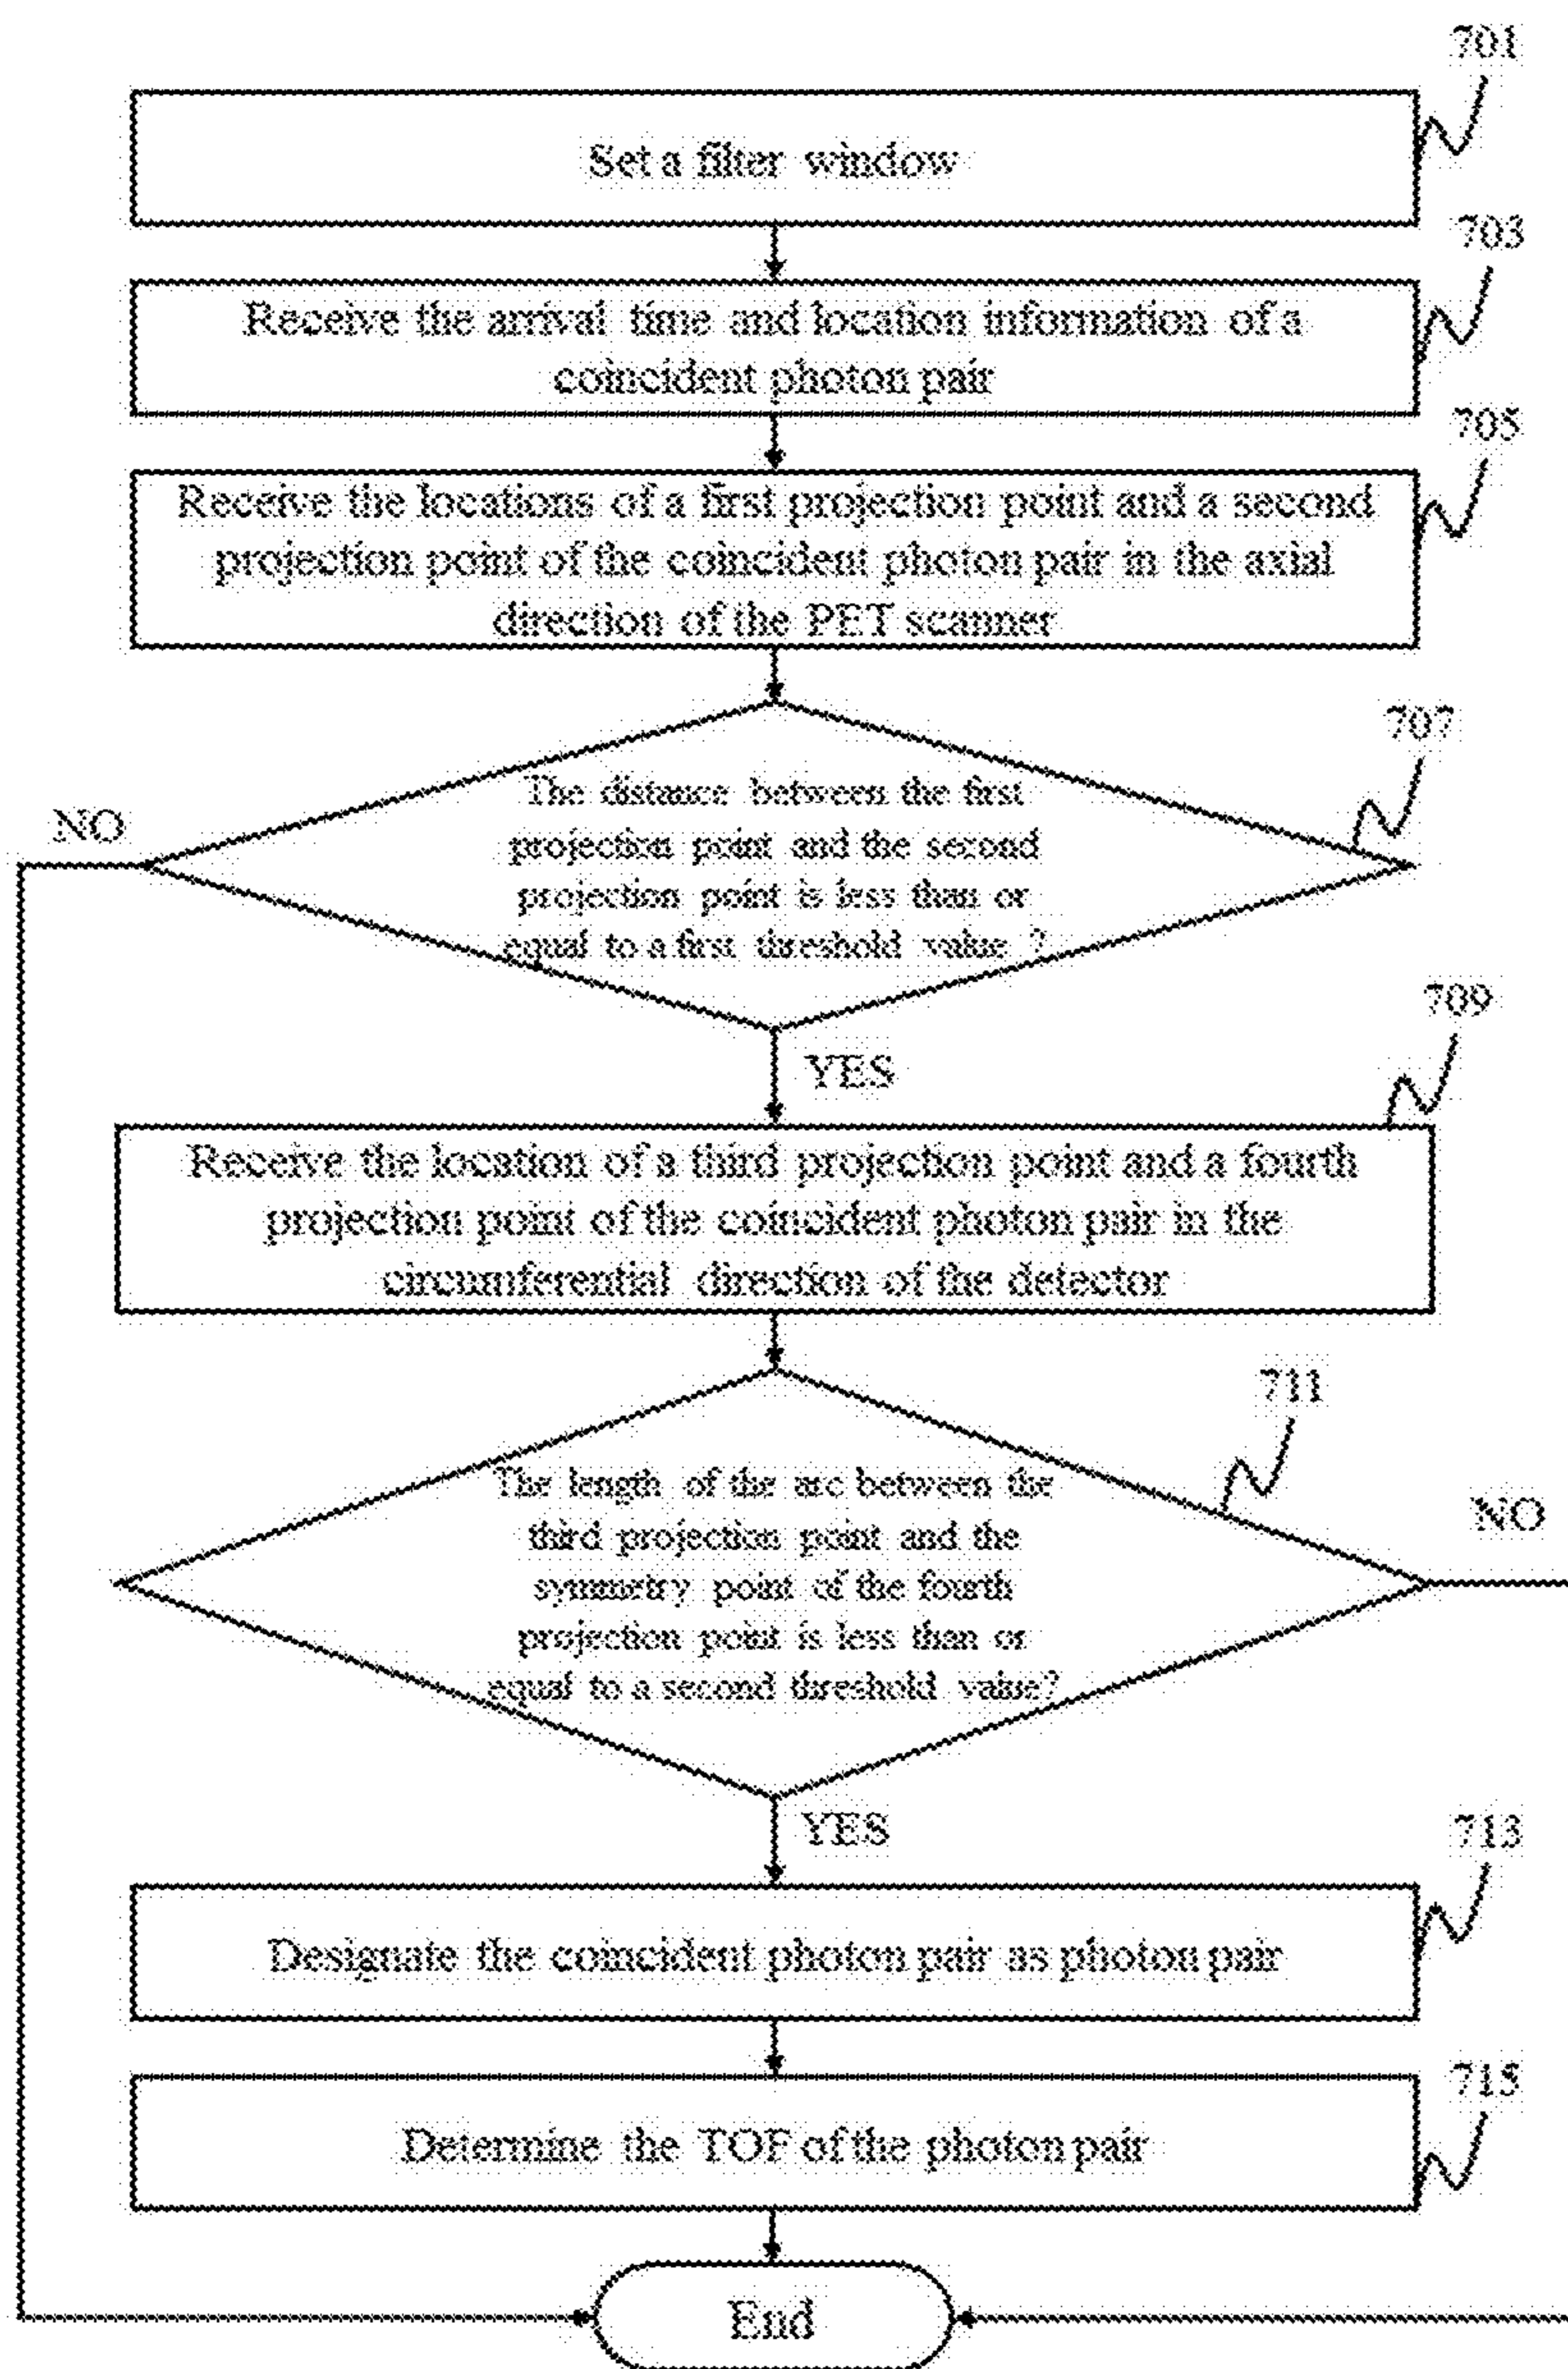 701
Set a filter window
703
Receive the arrival time and location information of a
coincident photon pair
705
Receive the locations of a first projection point and a second
projection point of the coincident photon pair in the axial
direction of the PET scanner
707
The distance between the first
projection point and the second
projection point is less than or
equal to a first threshold value ?
NO
YES
709
Receive the location of a third projection point and a fourth
projection point of the coincident photon pair in the
circumferential direction of the detector
711
The length of the arc between the
third projection point and the
symmetry point of the fourth
projection point is less than or
equal to a second threshold value?
NO
YES
713
Designate the coincident photon pair as photon pair
715
Determine the TOF of the photon pair
End